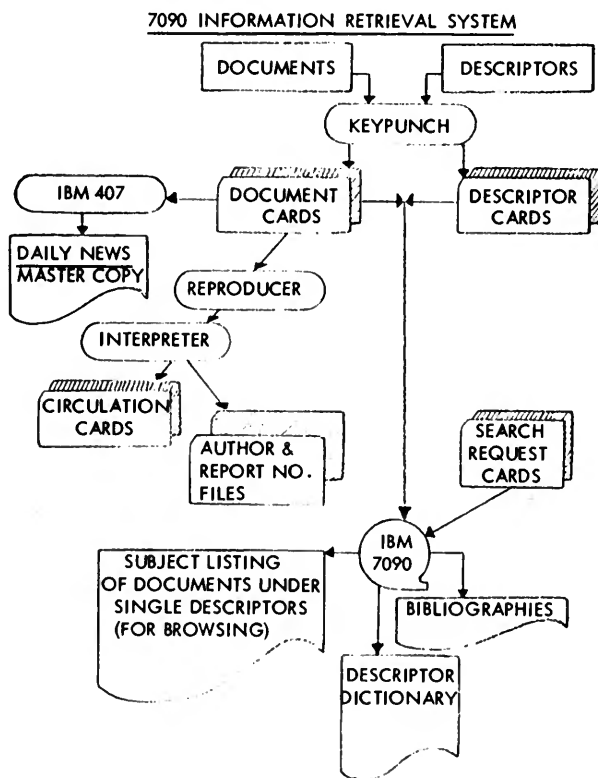 7090 INFORMATION RETRIEVAL SYSTEM
DOCUMENTS
DESCRIPTORS
KEYPUNCH
IBM 407
DOCUMENT
CARDS
DESCRIPTOR
CARDS
DAILY NEWS
MASTER COPY
REPRODUCER
INTERPRETER
CIRCULATION
CARDS
AUTHOR &
REPORT NO.
FILES
SEARCH
REQUEST
CARDS
IBM
7090
SUBJECT LISTING
OF DOCUMENTS UNDER
SINGLE DESCRIPTORS
(FOR BROWSING)
BIBLIOGRAPHIES
DESCRIPTOR
DICTIONARY